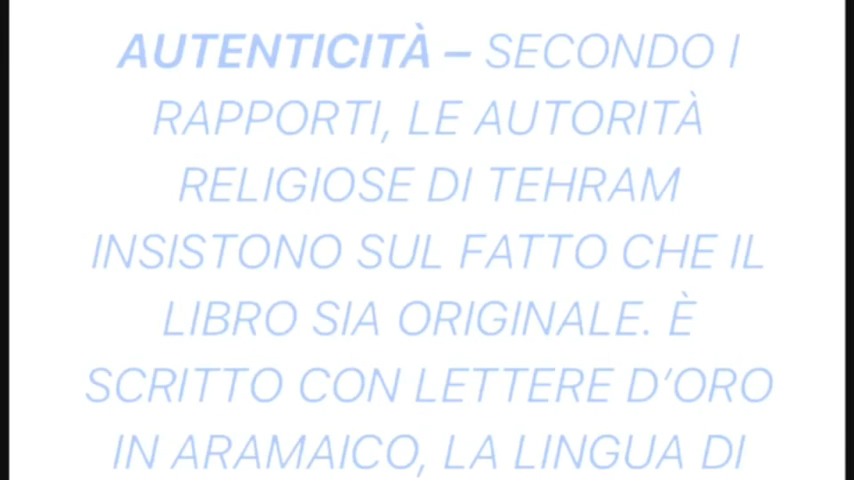 AUTENTICITÀ – SECONDO I
RAPPORTI, LE AUTORITÀ
RELIGIOSE DI TEHRAM
INSISTONO SUL FATTO CHE IL
LIBRO SIA ORIGINALE. È
SCRITTO CON LETTERE D’ORO
IN ARAMAICO, LA LINGUA DI